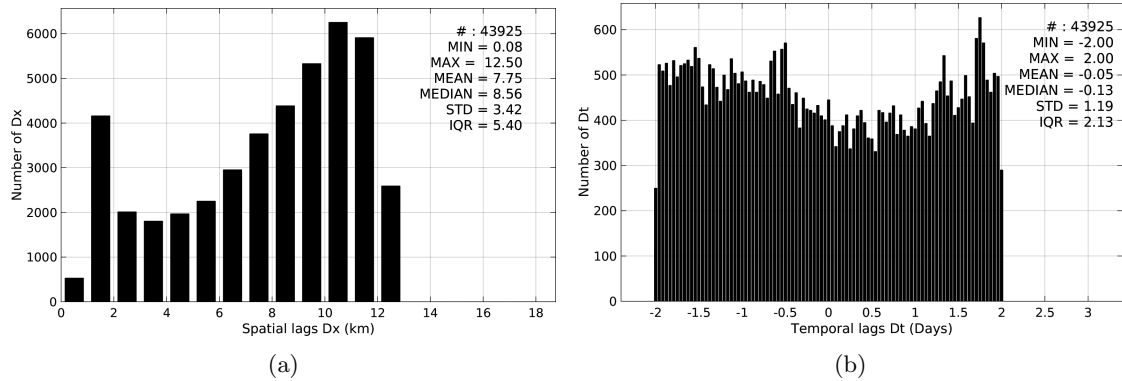 6000
5000
4000
3000
2000
1000
0
Number of Dx
# : 43925
MIN = 0.08
MAX = 12.50
MEAN = 7.75
MEDIAN = 8.56
STD = 3.42
IQR = 5.40
0 2 4 6 8 10 12 14 16 18
Spatial lags Dx (km)
(a)
600
500
400
300
200
100
0
Number of Dt
# : 43925
MIN = -2.00
MAX = 2.00
MEAN = -0.05
MEDIAN = -0.13
STD = 1.19
IQR = 2.13
-2 -1.5 -1 -0.5 0 0.5 1 1.5 2 2.5 3
Temporal lags Dt (Days)
(b)